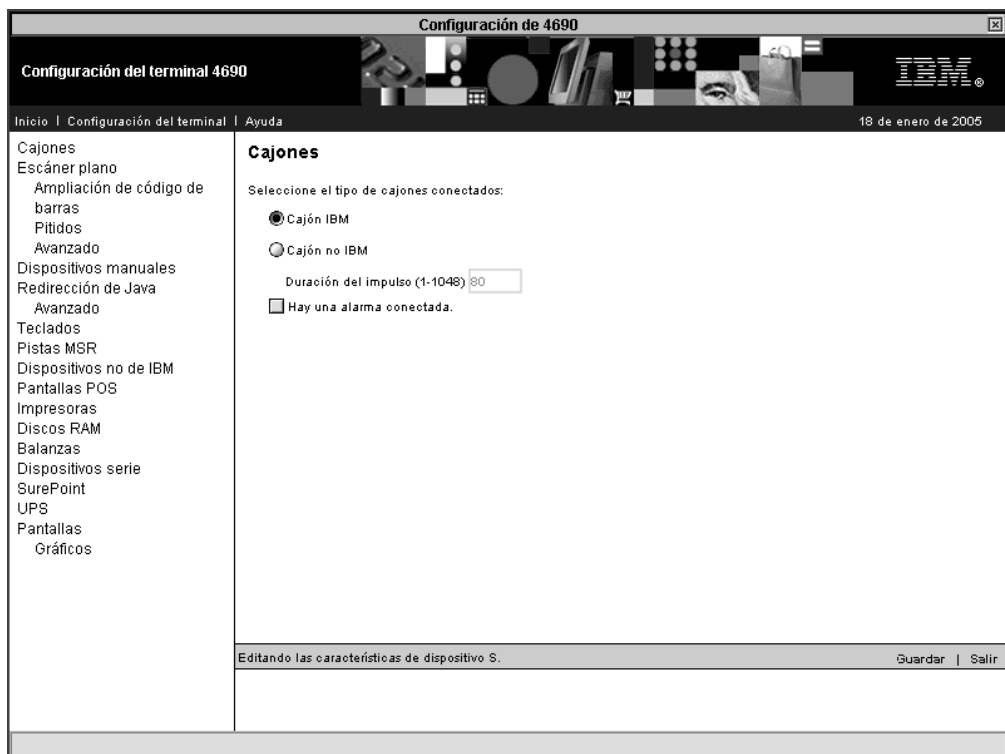 Configuración de 4690
Configuración del terminal 4690
IBM®
Inicio | Configuración del terminal | Ayuda
18 de enero de 2005
Cajones
Escáner plano
Ampliación de código de
barras
Pitidos
Avanzado
Dispositivos manuales
Redirección de Java
Avanzado
Teclados
Pistas MSR
Dispositivos no de IBM
Pantallas POS
Impresoras
Discos RAM
Balanzas
Dispositivos serie
SurePoint
UPS
Pantallas
Gráficos
Cajones
Seleccione el tipo de cajones conectados:
Cajón IBM
Cajón no IBM
Duración del impulso (1-1048) 80
Hay una alarma conectada.
Editando las características de dispositivo S.
Guardar | Salir